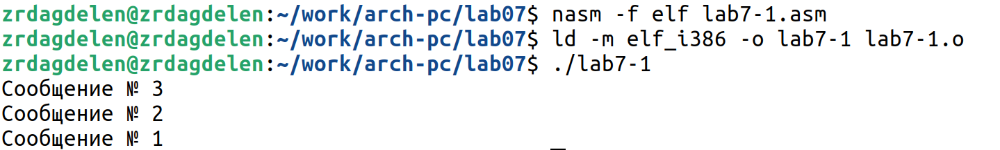 zrdagdelen@zrdagdelen:~/work/arch-pc/lab07$ nasm -f elf lab7-1.asm
zrdagdelen@zrdagdelen:~/work/arch-pc/lab07$ ld -m elf_i386 -o lab7-1 lab7-1.o
zrdagdelen@zrdagdelen:~/work/arch-pc/lab07$ ./lab7-1
Сообщение № 3
Сообщение № 2
Сообщение № 1